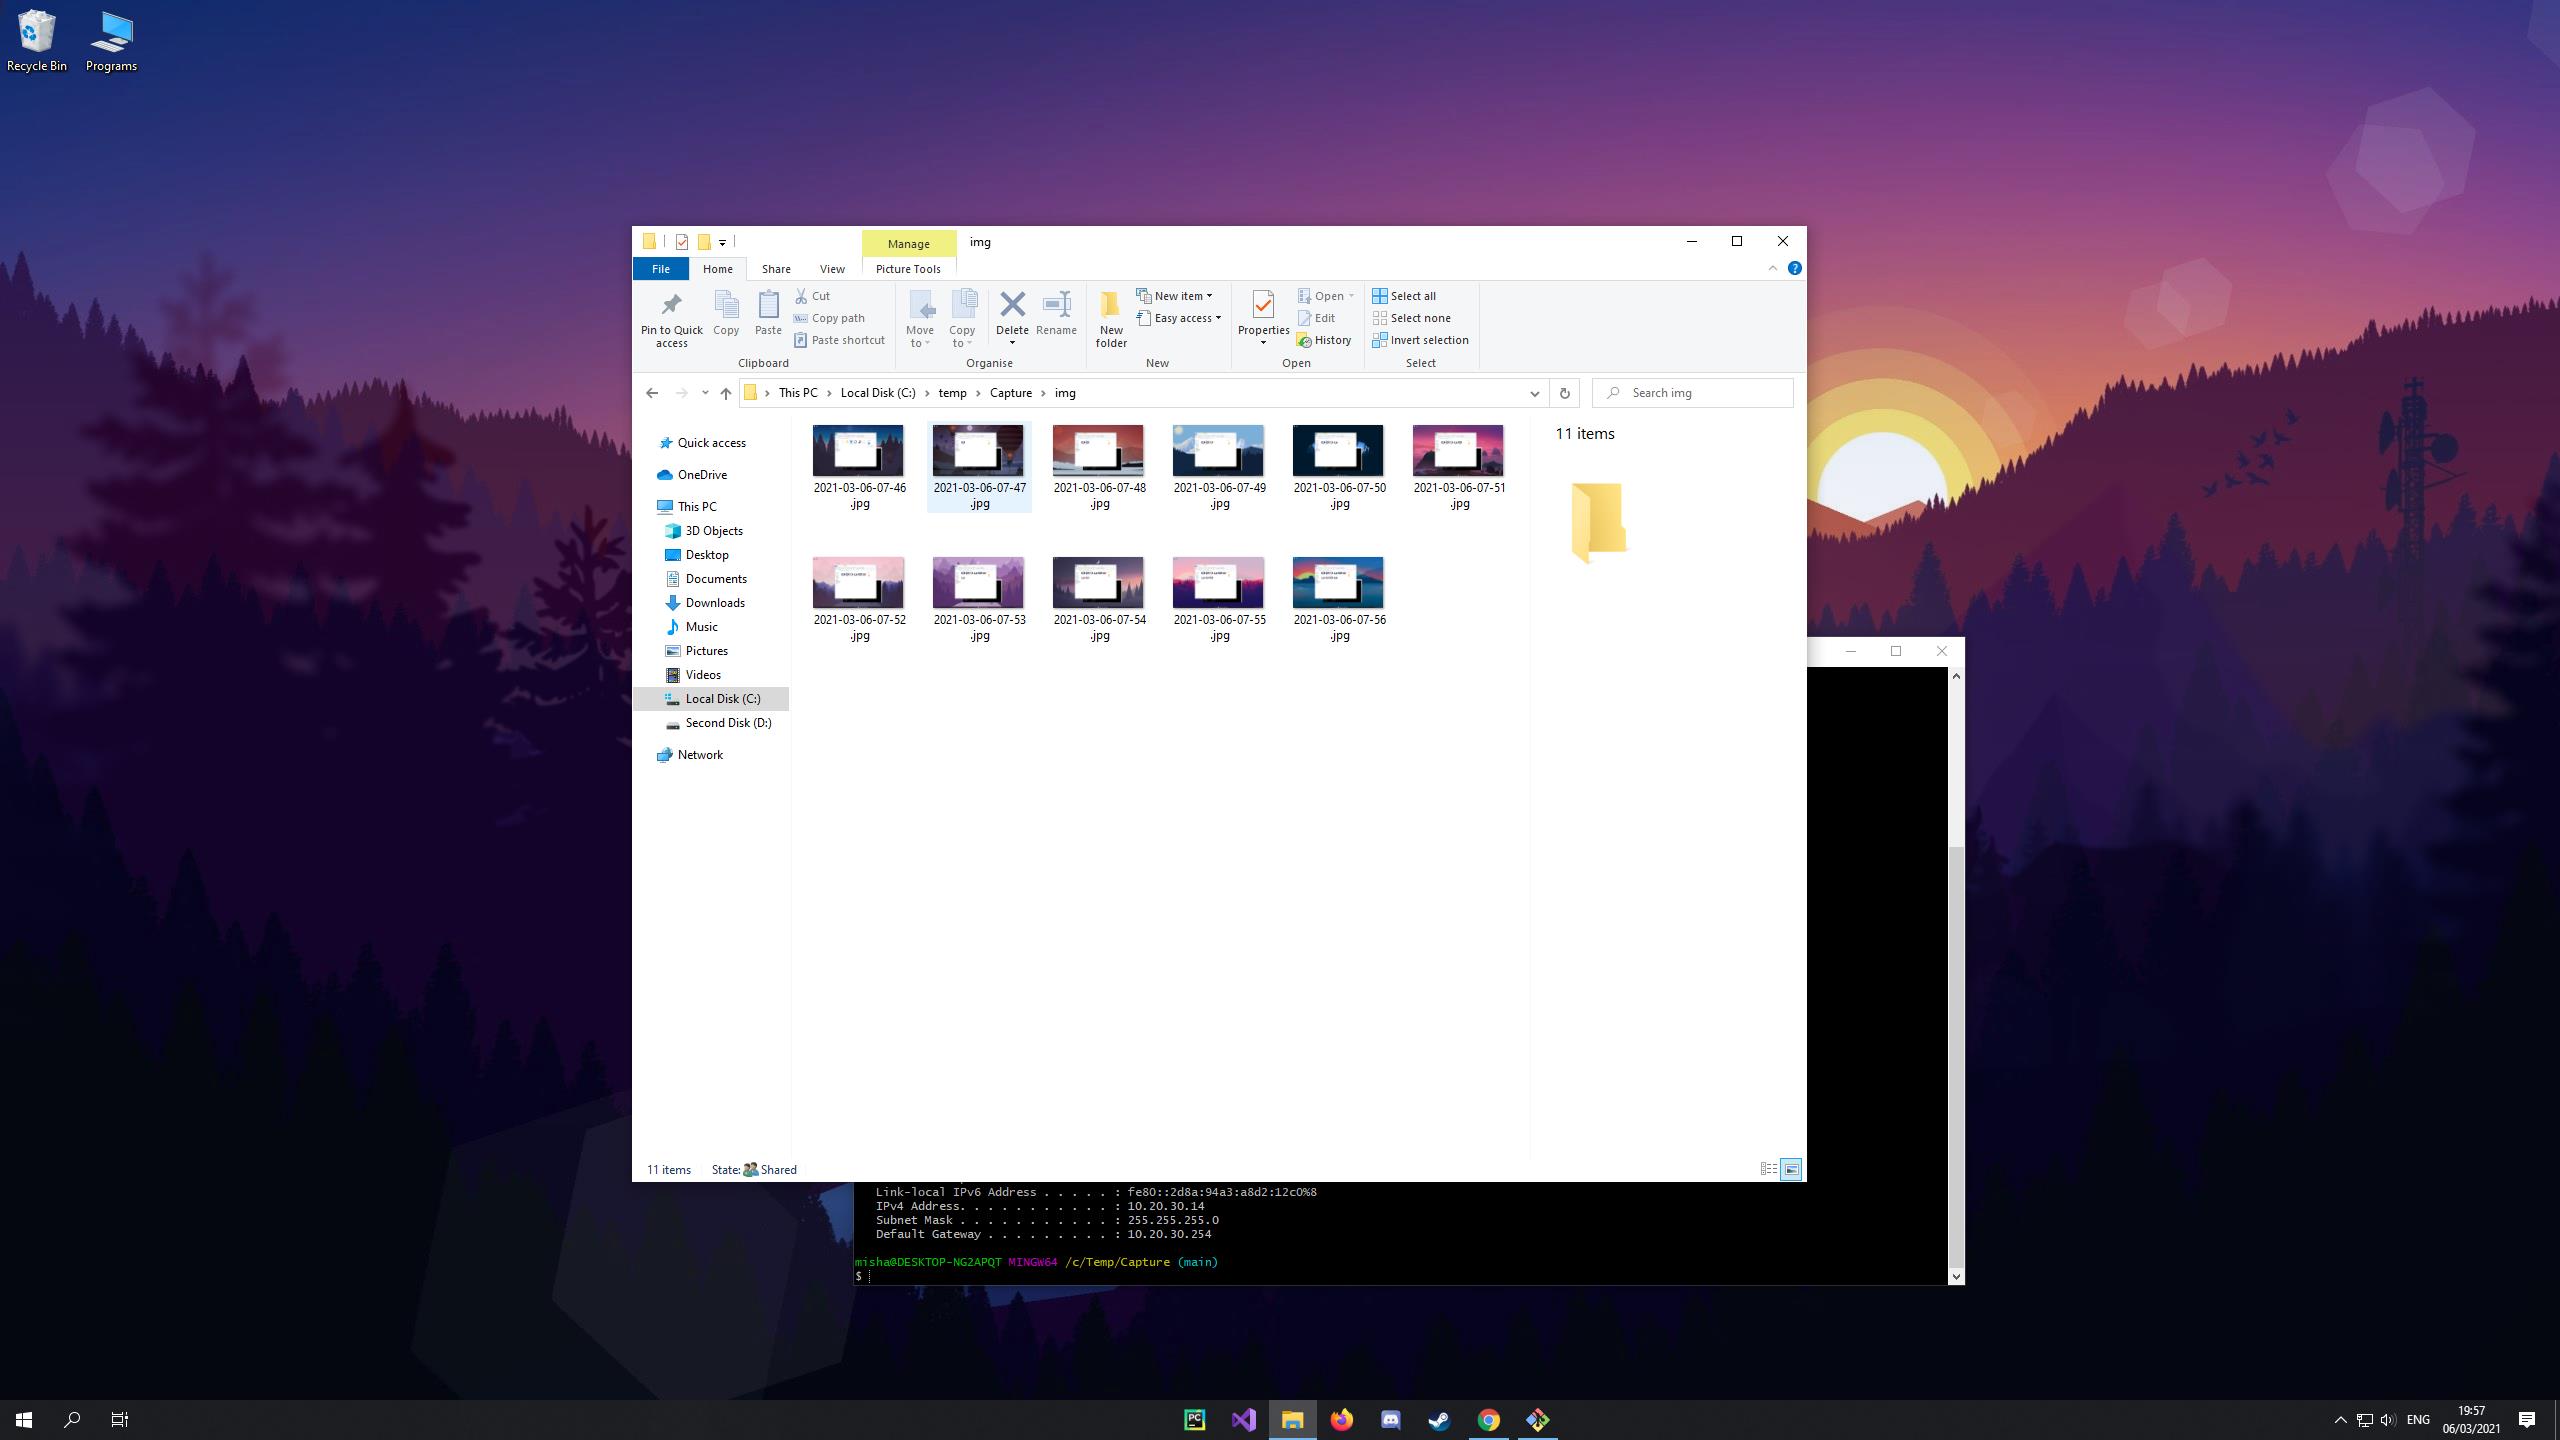 Recycle Bin
Programs
Manage
img
File
Home
Share
View
Picture Tools
Pin to Quick access
Copy
Paste
Cut
Copy path
Paste shortcut
Clipboard
Move to
Copy to
Delete
Rename
Organise
New folder
New item
Easy access
New
Properties
Open
Edit
History
Open
Select all
Select none
Invert selection
Select
This PC
Local Disk (C:)
temp
Capture
img
Search img
Quick access
OneDrive
This PC
3D Objects
Desktop
Documents
Downloads
Music
Pictures
Videos
Local Disk (C:)
Second Disk (D:)
Network
2021-03-06-07-46.jpg
2021-03-06-07-47.jpg
2021-03-06-07-48.jpg
2021-03-06-07-49.jpg
2021-03-06-07-50.jpg
2021-03-06-07-51.jpg
2021-03-06-07-52.jpg
2021-03-06-07-53.jpg
2021-03-06-07-54.jpg
2021-03-06-07-55.jpg
2021-03-06-07-56.jpg
11 items
11 items
State: Shared
Link-local IPv6 Address . . . . . : fe80::2d8a:94a3:a8d2:12c0%8
IPv4 Address. . . . . . . . . . . : 10.20.30.14
Subnet Mask . . . . . . . . . . . : 255.255.255.0
Default Gateway . . . . . . . . . : 10.20.30.254
misha@DESKTOP-NG2APQT MINGW64 /c/Temp/Capture (main)
$
PC
ENG
19:57
06/03/2021